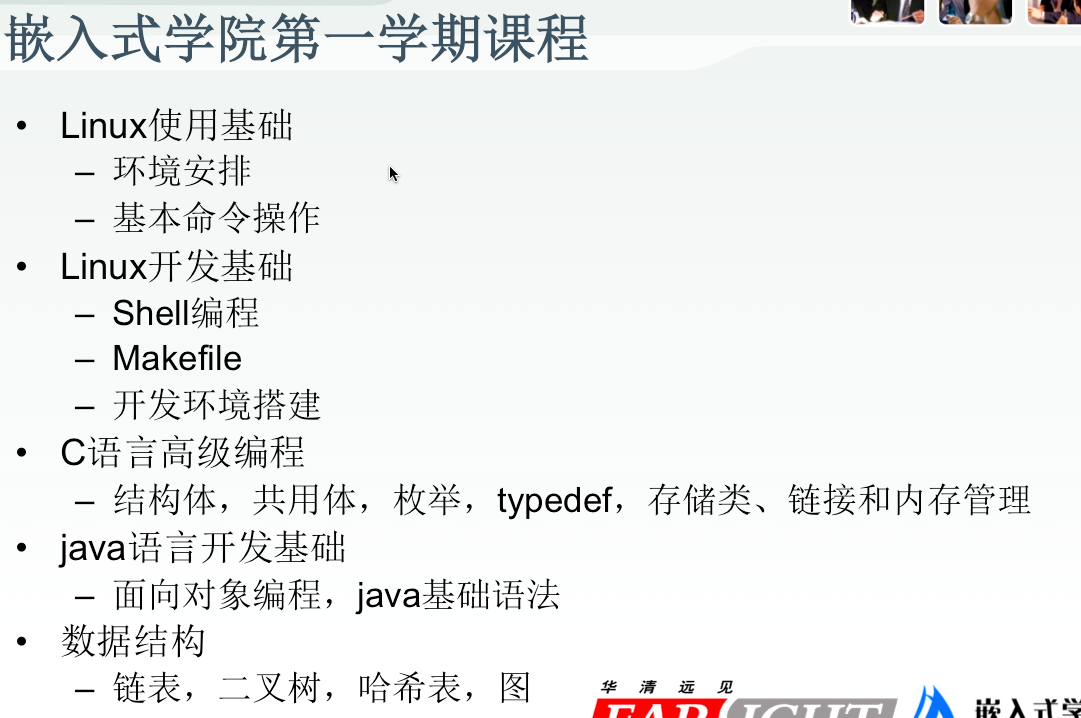 嵌入式学院第一学期课程
• Linux使用基础
– 环境安排
– 基本命令操作
• Linux开发基础
– Shell编程
– Makefile
– 开发环境搭建
• C语言高级编程
– 结构体，共用体，枚举，typedef，存储类、链接和内存管理
• java语言开发基础
– 面向对象编程，java基础语法
• 数据结构
– 链表，二叉树，哈希表，图
华清远见
嵌入式学